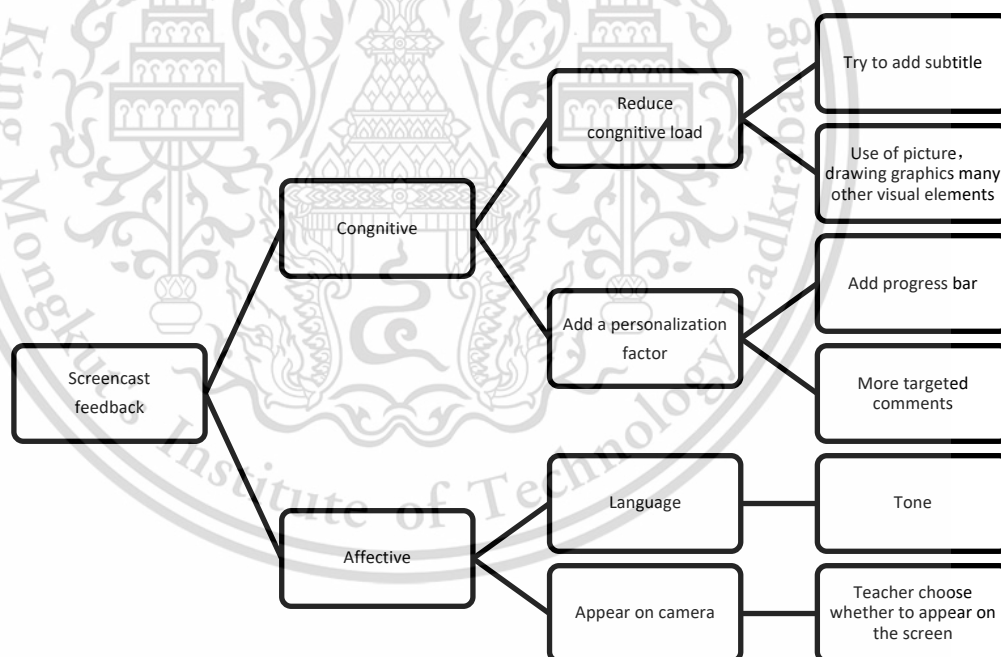 Screencast
feedback
Congnitive
Affective
Reduce
congnitive load
Add a personalization
factor
Language
Appear on camera
Try to add subtitle
Use of picture，
drawing graphics many
other visual elements
Add progress bar
More targeted
comments
Tone
Teacher choose
whether to appear on
the screen
King Mongkut's Institute of Technology Ladkrabang